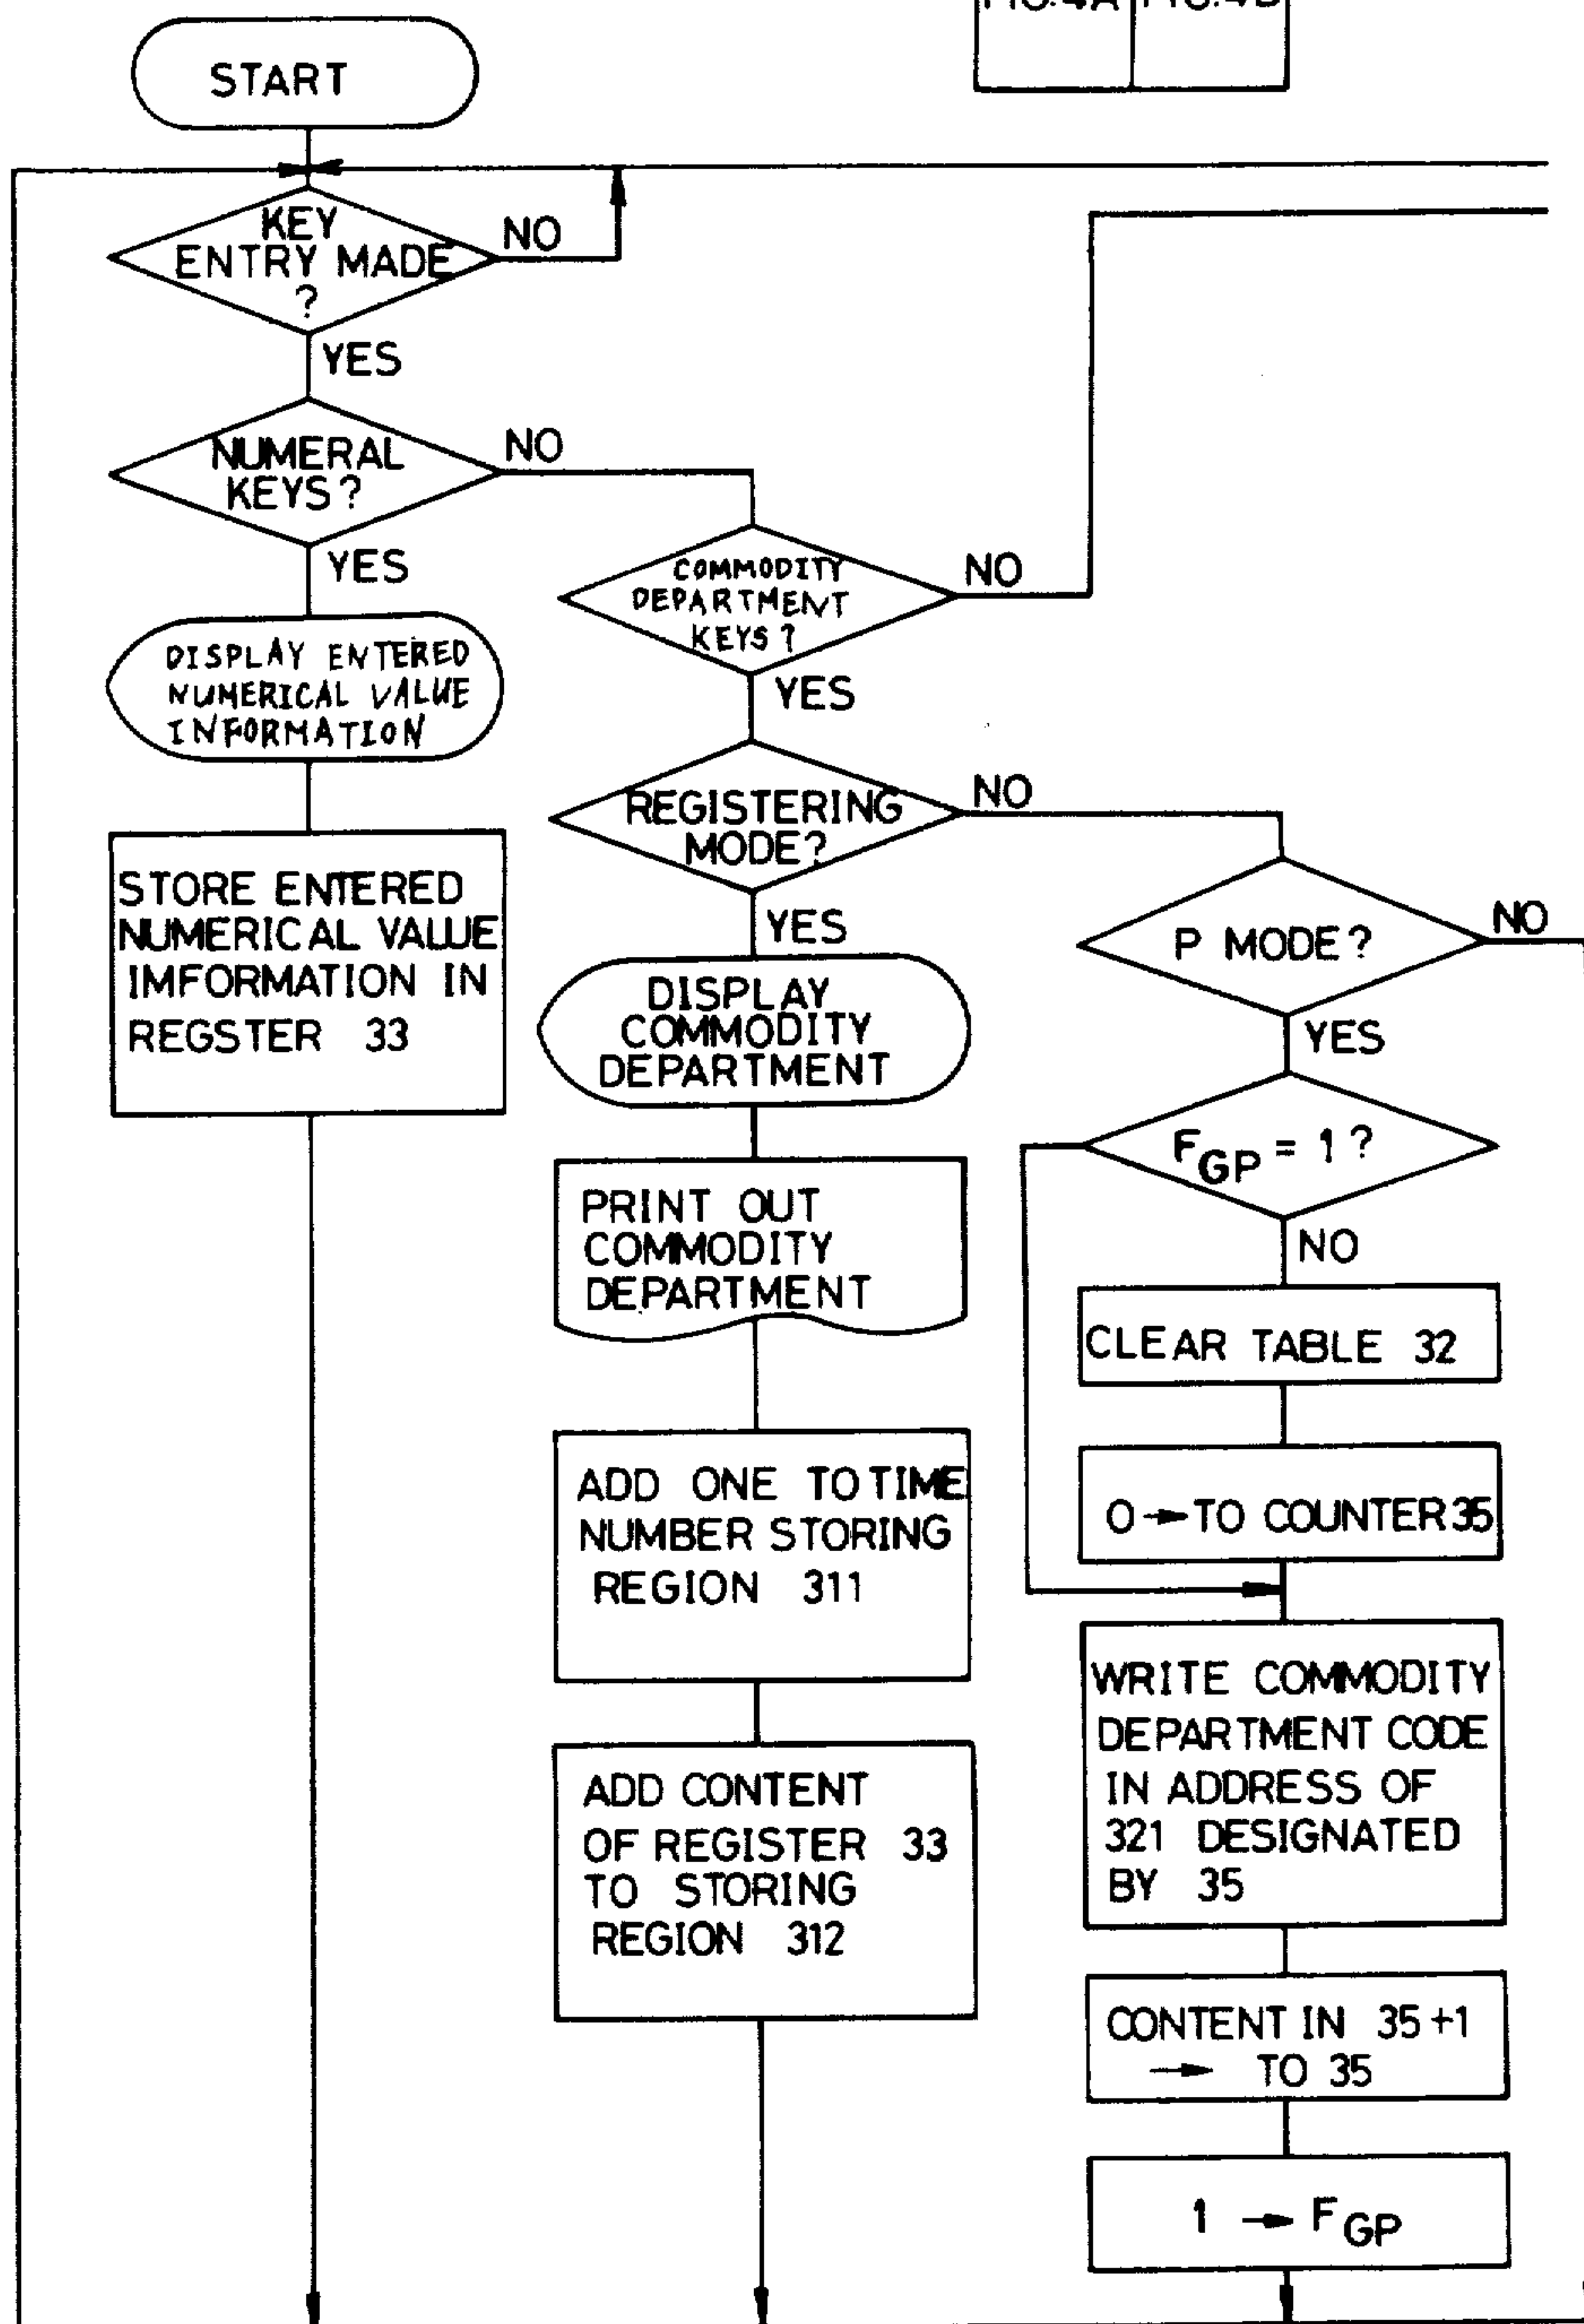 START
KEY
ENTRY MADE
?
NO
YES
NUMERAL
KEYS?
NO
YES
DISPLAY ENTERED
NUMERICAL VALUE
INFORMATION
STORE ENTERED
NUMERICAL VALUE
IMFORMATION IN
REGSTER 33
COMMODITY
DEPARTMENT
KEYS?
NO
YES
REGISTERING
MODE?
NO
YES
DISPLAY
COMMODITY
DEPARTMENT
PRINT OUT
COMMODITY
DEPARTMENT
ADD ONE TO TIME
NUMBER STORING
REGION 311
ADD CONTENT
OF REGISTER 33
TO STORING
REGION 312
P MODE?
NO
YES
FGP = 1?
NO
CLEAR TABLE 32
0 → TO COUNTER 35
WRITE COMMODITY
DEPARTMENT CODE
IN ADDRESS OF
321 DESIGNATED
BY 35
CONTENT IN 35+1
→ TO 35
1 → FGP